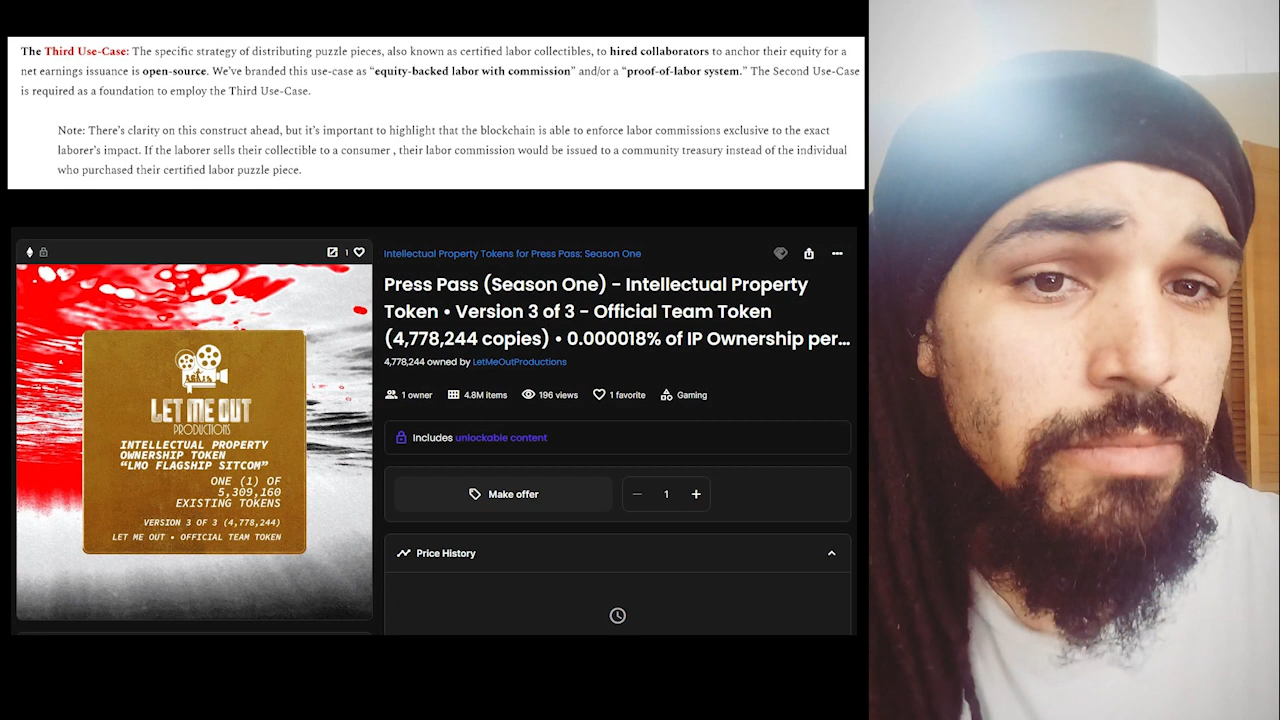 The Third Use-Case: The specific strategy of distributing puzzle pieces, also known as certified labor collectibles, to hired collaborators to anchor their equity for a
net earnings issuance is open-source. We've branded this use-case as “equity-backed labor with commission” and/or a “proof-of-labor system.” The Second Use-Case
is required as a foundation to employ the Third Use-Case.
Note: There's clarity on this construct ahead, but it's important to highlight that the blockchain is able to enforce labor commissions exclusive to the exact
laborer's impact. If the laborer sells their collectible to a consumer , their labor commission would be issued to a community treasury instead of the individual
who purchased their certified labor puzzle piece.
1
LET ME OUT
PRODUCTIONS
INTELLECTUAL PROPERTY
OWNERSHIP TOKEN
“LMO FLAGSHIP SITCOM”
ONE (1) OF
5,309,160
EXISTING TOKENS
VERSION 3 OF 3 (4,778,244)
LET ME OUT • OFFICIAL TEAM TOKEN
Intellectual Property Tokens for Press Pass: Season One
Press Pass (Season One) - Intellectual Property
Token • Version 3 of 3 - Official Team Token
(4,778,244 copies) • 0.000018% of IP Ownership per...
4,778,244 owned by LetMeOutProductions
1 owner 4.8M items 196 views 1 favorite Gaming
Includes unlockable content
Make offer
1
Price History